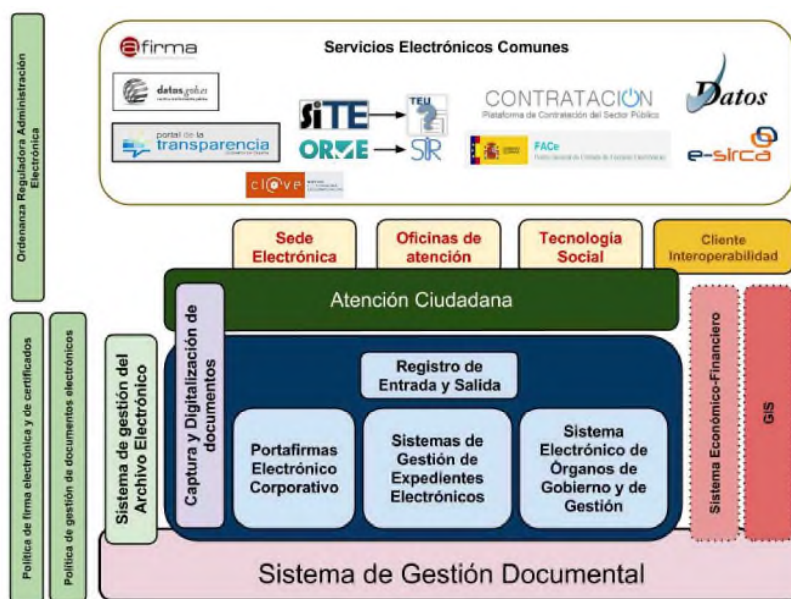 Ordenanza Reguladora Administración
Electrónica
Servicios Electrónicos Comunes
@firma
datos.gob.es
portal de la
transparencia
SiTE
TEU
ORVE
SIR
cl@ve
CONTRATACIÓN
Plataforma de Contratación del Sector Público
FACe
Datos
e-sirca
Sede
Electrónica
Oficinas de
atención
Tecnología
Social
Cliente
Interoperabilidad
Atención Ciudadana
Política de firma electrónica y de certificados
Política de gestión de documentos electrónicos
Sistema de gestión del
Archivo Electrónico
Captura y Digitalización de
documentos
Registro de
Entrada y Salida
Portafirmas
Electrónico
Corporativo
Sistemas de
Gestión de
Expedientes
Electrónicos
Sistema
Electrónico de
Órganos de
Gobierno y de
Gestión
Sistema Económico-Financiero
GIS
Sistema de Gestión Documental